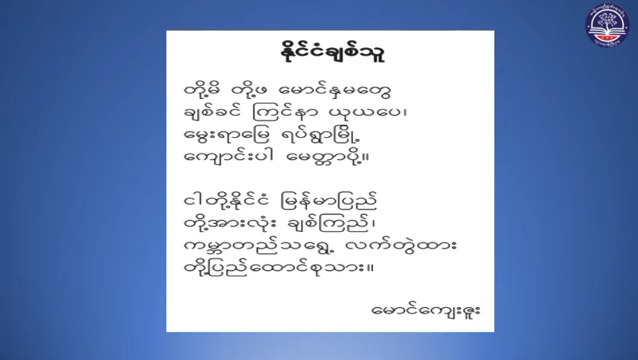 နိုင်ငံချစ်သူ
တို့မိ တို့ဖ မောင်နှမတွေ
ချစ်ခင် ကြင်နာ ယုယပေ၊
မွေးရာမြေ ရပ်ရွာမြို့
ကျောင်းပါ မေတ္တာပို့။
ငါတို့နိုင်ငံ မြန်မာပြည်
တို့အားလုံး ချစ်ကြည်၊
ကမ္ဘာတည်သရွေ့ လက်တွဲထား
တို့ပြည်ထောင်စုသား။
မောင်ကျေးဇူး